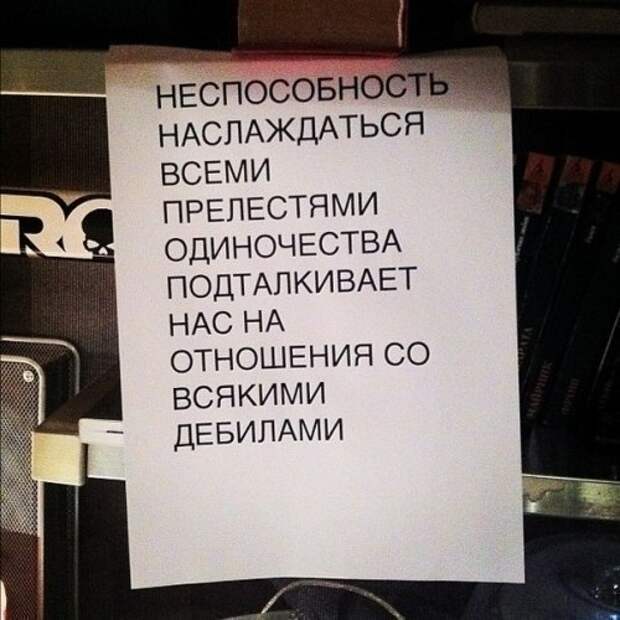 НЕСПОСОБНОСТЬ
НАСЛАЖДАТЬСЯ
ВСЕМИ
ПРЕЛЕСТЯМИ
ОДИНОЧЕСТВА
ПОДТАЛКИВАЕТ
НАС НА
ОТНОШЕНИЯ СО
ВСЯКИМИ
ДЕБИЛАМИ